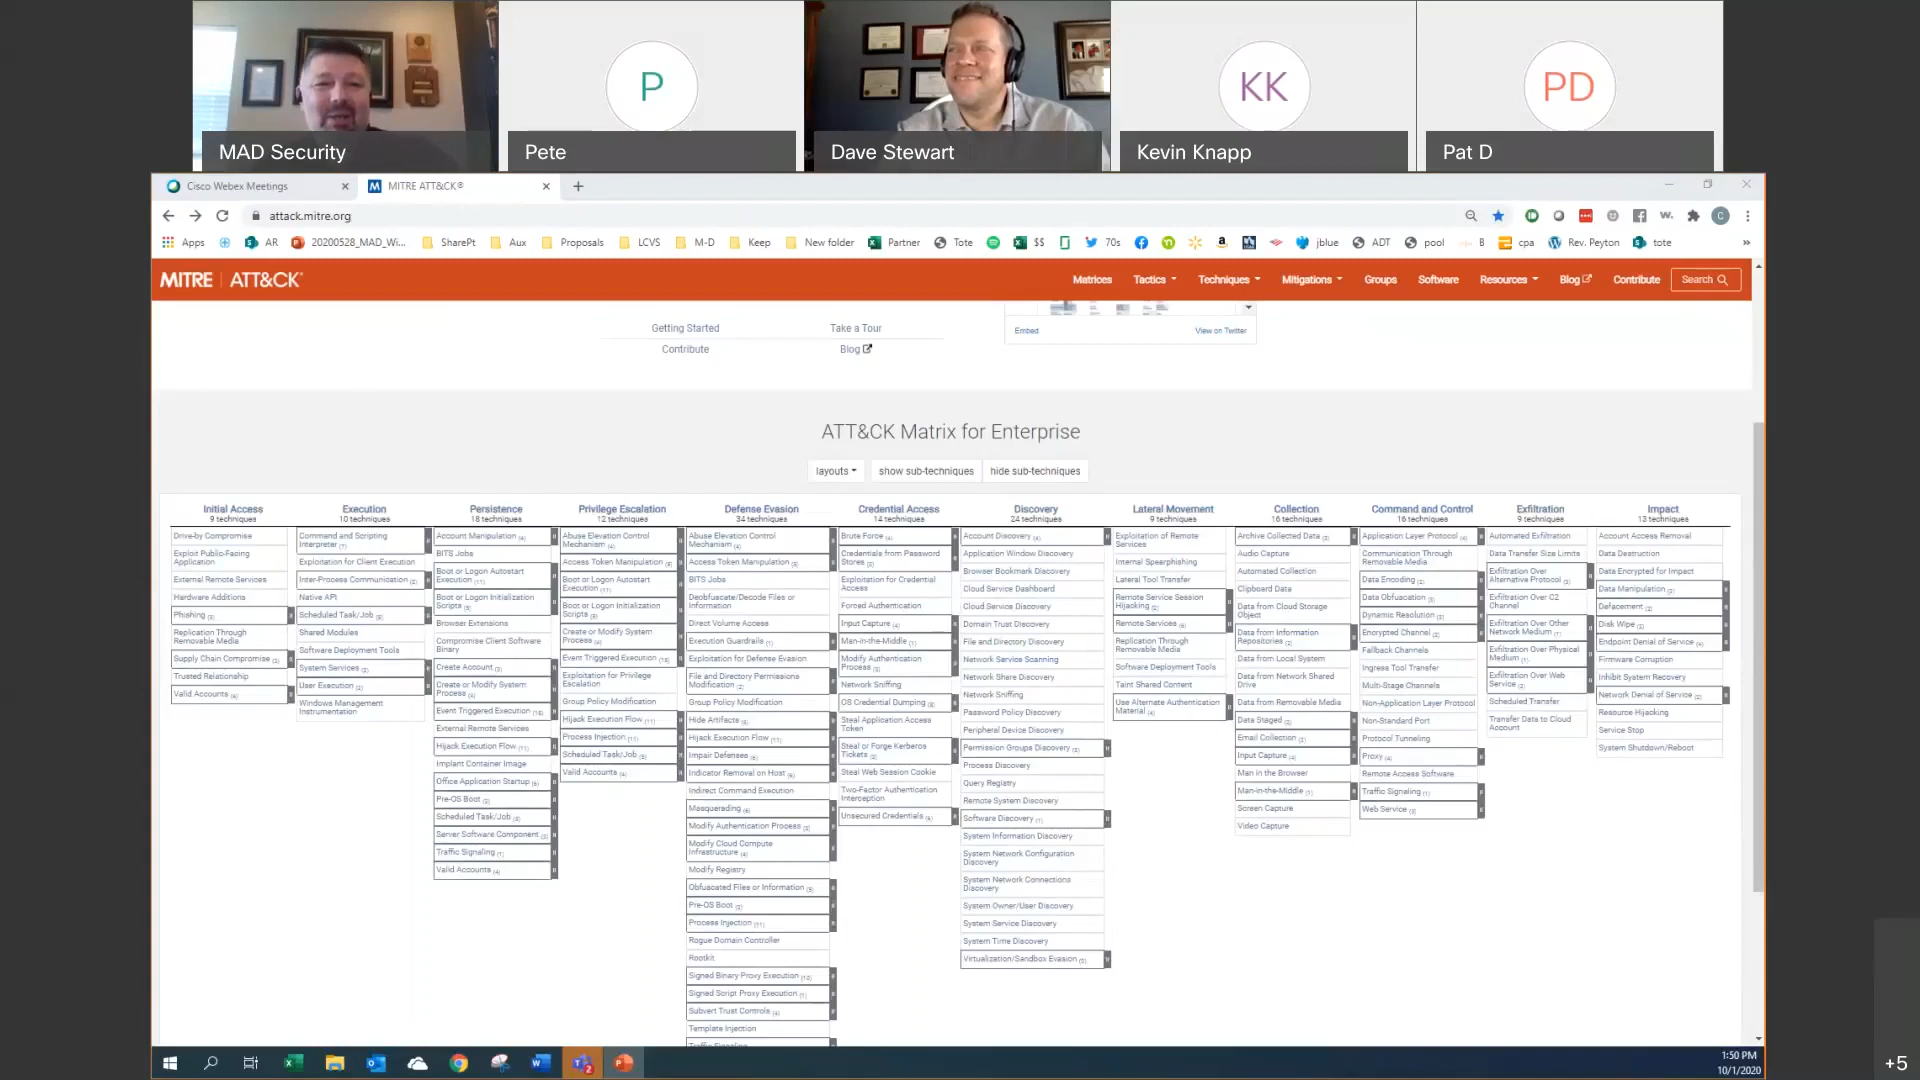 P
KK
PD
MAD Security
Pete
Dave Stewart
Kevin Knapp
Pat D
Cisco Webex Meetings
MITRE ATT&CK®
attack.mitre.org
Apps
AR
20200528_MAD_Wi...
SharePt
Aux
Proposals
LCVS
M-D
Keep
New folder
Partner
Tote
$$
70s
jblue
ADT
pool
B
cpa
Rev. Peyton
tote
MITRE | ATT&CK®
Matrices
Tactics
Techniques
Mitigations
Groups
Software
Resources
Blog
Contribute
Search
Getting Started
Take a Tour
Contribute
Blog
Embed
View on Twitter
ATT&CK Matrix for Enterprise
layouts
show sub-techniques
hide sub-techniques
Initial Access
9 techniques
Drive-by Compromise
Exploit Public-Facing
Application
External Remote Services
Hardware Additions
Phishing
Replication Through
Removable Media
Supply Chain Compromise
Trusted Relationship
Valid Accounts
Execution
10 techniques
Command and Scripting
Interpreter
Exploitation for Client Execution
Inter-Process Communication
Native API
Scheduled Task/Job
Shared Modules
Software Deployment Tools
System Services
User Execution
Windows Management
Instrumentation
Persistence
18 techniques
Account Manipulation
BITS Jobs
Boot or Logon Autostart
Execution
Boot or Logon Initialization
Scripts
Browser Extensions
Compromise Client Software
Binary
Create Account
Create or Modify System
Process
Event Triggered Execution
External Remote Services
Hijack Execution Flow
Implant Container Image
Office Application Startup
Pre-OS Boot
Scheduled Task/Job
Server Software Component
Traffic Signaling
Valid Accounts
Privilege Escalation
12 techniques
Abuse Elevation Control
Mechanism
Access Token Manipulation
Boot or Logon Autostart
Execution
Boot or Logon Initialization
Scripts
Create or Modify System
Process
Event Triggered Execution
Exploitation for Privilege
Escalation
Group Policy Modification
Hijack Execution Flow
Process Injection
Scheduled Task/Job
Valid Accounts
Defense Evasion
34 techniques
Abuse Elevation Control
Mechanism
Access Token Manipulation
BITS Jobs
Deobfuscate/Decode Files or
Information
Direct Volume Access
Execution Guardrails
Exploitation for Defense Evasion
File and Directory Permissions
Modification
Group Policy Modification
Hide Artifacts
Hijack Execution Flow
Impair Defenses
Indicator Removal on Host
Indirect Command Execution
Masquerading
Modify Authentication Process
Modify Cloud Compute
Infrastructure
Modify Registry
Obfuscated Files or Information
Pre-OS Boot
Process Injection
Rogue Domain Controller
Rootkit
Signed Binary Proxy Execution
Signed Script Proxy Execution
Subvert Trust Controls
Template Injection
Traffic Signaling
Credential Access
14 techniques
Brute Force
Credentials from Password
Stores
Exploitation for Credential
Access
Forced Authentication
Input Capture
Man-in-the-Middle
Modify Authentication
Process
Network Sniffing
OS Credential Dumping
Steal Application Access
Token
Steal or Forge Kerberos
Tickets
Steal Web Session Cookie
Two-Factor Authentication
Interception
Unsecured Credentials
Discovery
24 techniques
Account Discovery
Application Window Discovery
Browser Bookmark Discovery
Cloud Service Dashboard
Cloud Service Discovery
Domain Trust Discovery
File and Directory Discovery
Network Service Scanning
Network Share Discovery
Network Sniffing
Password Policy Discovery
Peripheral Device Discovery
Permission Groups Discovery
Process Discovery
Query Registry
Remote System Discovery
Software Discovery
System Information Discovery
System Network Configuration
Discovery
System Network Connections
Discovery
System Owner/User Discovery
System Service Discovery
System Time Discovery
Virtualization/Sandbox Evasion
Lateral Movement
9 techniques
Exploitation of Remote
Services
Internal Spearphishing
Lateral Tool Transfer
Remote Service Session
Hijacking
Remote Services
Replication Through
Removable Media
Software Deployment Tools
Taint Shared Content
Use Alternate Authentication
Material
Collection
16 techniques
Archive Collected Data
Audio Capture
Automated Collection
Clipboard Data
Data from Cloud Storage
Object
Data from Information
Repositories
Data from Local System
Data from Network Shared
Drive
Data from Removable Media
Data Staged
Email Collection
Input Capture
Man in the Browser
Man-in-the-Middle
Screen Capture
Video Capture
Command and Control
16 techniques
Application Layer Protocol
Communication Through
Removable Media
Data Encoding
Data Obfuscation
Dynamic Resolution
Encrypted Channel
Fallback Channels
Ingress Tool Transfer
Multi-Stage Channels
Non-Application Layer Protocol
Non-Standard Port
Protocol Tunneling
Proxy
Remote Access Software
Traffic Signaling
Web Service
Exfiltration
9 techniques
Automated Exfiltration
Data Transfer Size Limits
Exfiltration Over
Alternative Protocol
Exfiltration Over C2
Channel
Exfiltration Over Other
Network Medium
Exfiltration Over Physical
Medium
Exfiltration Over Web
Service
Scheduled Transfer
Transfer Data to Cloud
Account
Impact
13 techniques
Account Access Removal
Data Destruction
Data Encrypted for Impact
Data Manipulation
Defacement
Disk Wipe
Endpoint Denial of Service
Firmware Corruption
Inhibit System Recovery
Network Denial of Service
Resource Hijacking
Service Stop
System Shutdown/Reboot
1:50 PM
10/1/2020
+5